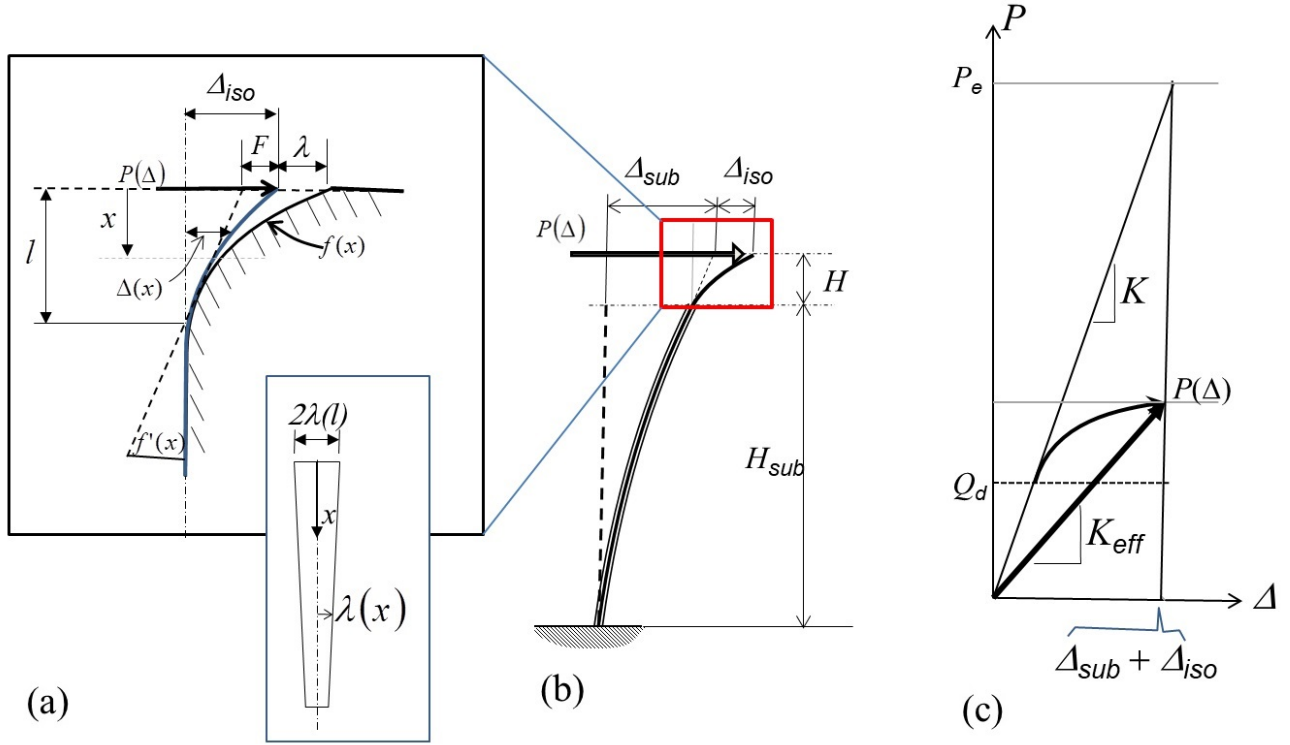 Δiso
F λ
P(Δ)
x
l
f(x)
Δ(x)
f'(x)
2λ(l)
x
λ(x)
(a)
Δsub Δiso
P(Δ)
H
Hsub
(b)
P
Pe
K
P(Δ)
Qd
Keff
Δ
Δsub + Δiso
(c)